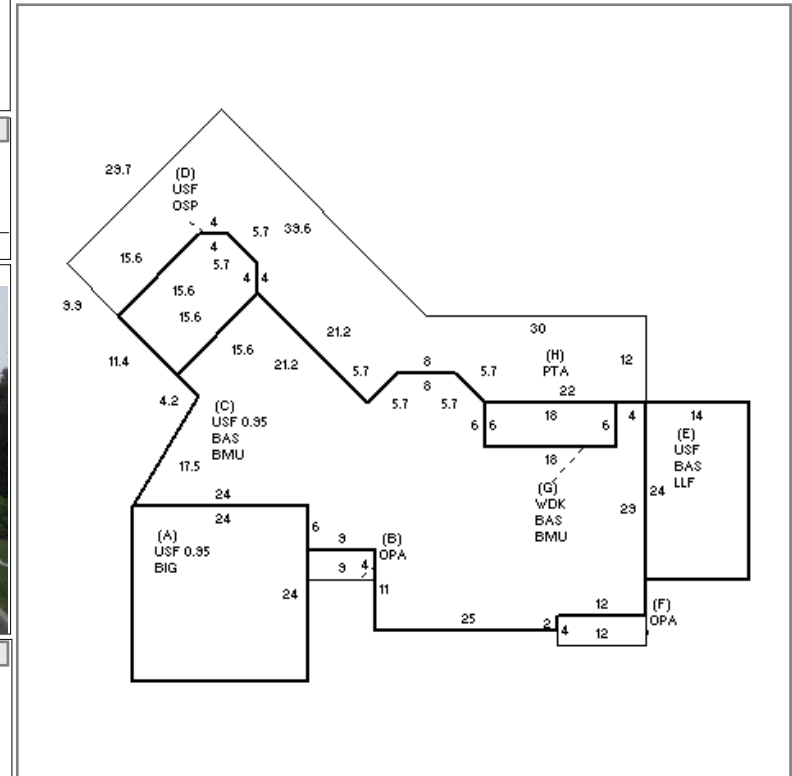 29.7
(D)
USF
OSP
4
4
5.7
39.6
15.6
5.7
4
4
9.9
15.6
15.6
11.4
15.6
21.2
21.2
5.7
8
8
5.7
5.7
5.7
30
(H)
PTA
12
22
4.2
(C)
USF 0.95
BAS
BMU
6
6
18
6
4
14
(E)
USF
BAS
LLF
17.5
18
24
24
24
29
(G)
WDK
BAS
BMU
(A)
USF 0.95
BIG
6
9
(B)
OPA
9
4
24
11
25
2
12
(F)
OPA
4
12